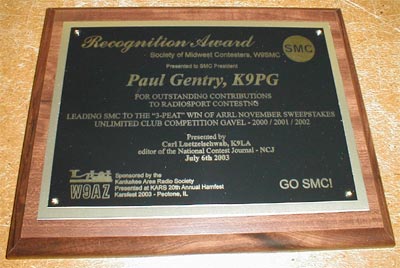 Recognition Award
Society of Midwest Contesters, W9SMC
SMC
Presented to SMC President
Paul Gentry, K9PG
FOR OUTSTANDING CONTRIBUTIONS
TO RADIOSPORT CONTESTNG
LEADING SMC TO THE "3-PEAT" WIN OF ARRL NOVEMBER SWEEPSTAKES
UNLIMITED CLUB COMPETITION GAVEL - 2000 / 2001 / 2002
Presented by
Carl Luetzelschwab, K9LA
editor of the National Contest Journal - NCJ
July 6th 2003
W9AZ
Sponsored by the
Kankakee Area Radio Society
Presented at KARS 20th Annual Hamfest
Karsfest 2003 - Peotone, IL
GO SMC!